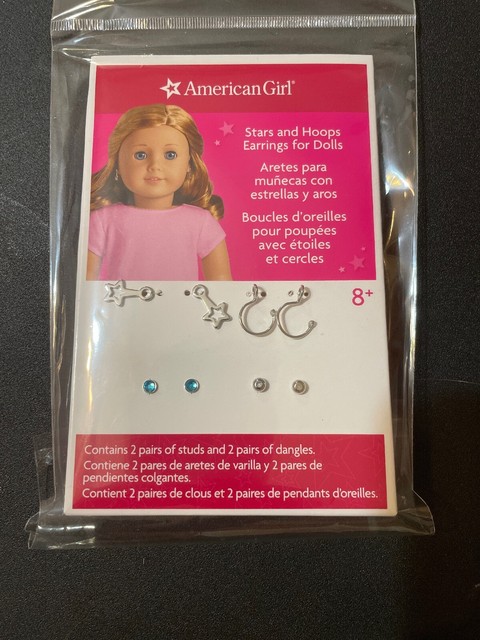 American Girl®
Stars and Hoops
Earrings for Dolls
Aretes para
muñecas con
estrellas y aros
Boucles d'oreilles
pour poupées
avec étoiles
et cercles
8+
Contains 2 pairs of studs and 2 pairs of dangles.
Contiene 2 pares de aretes de varilla y 2 pares de
pendientes colgantes.
Contient 2 paires de clous et 2 paires de pendants d'oreilles.